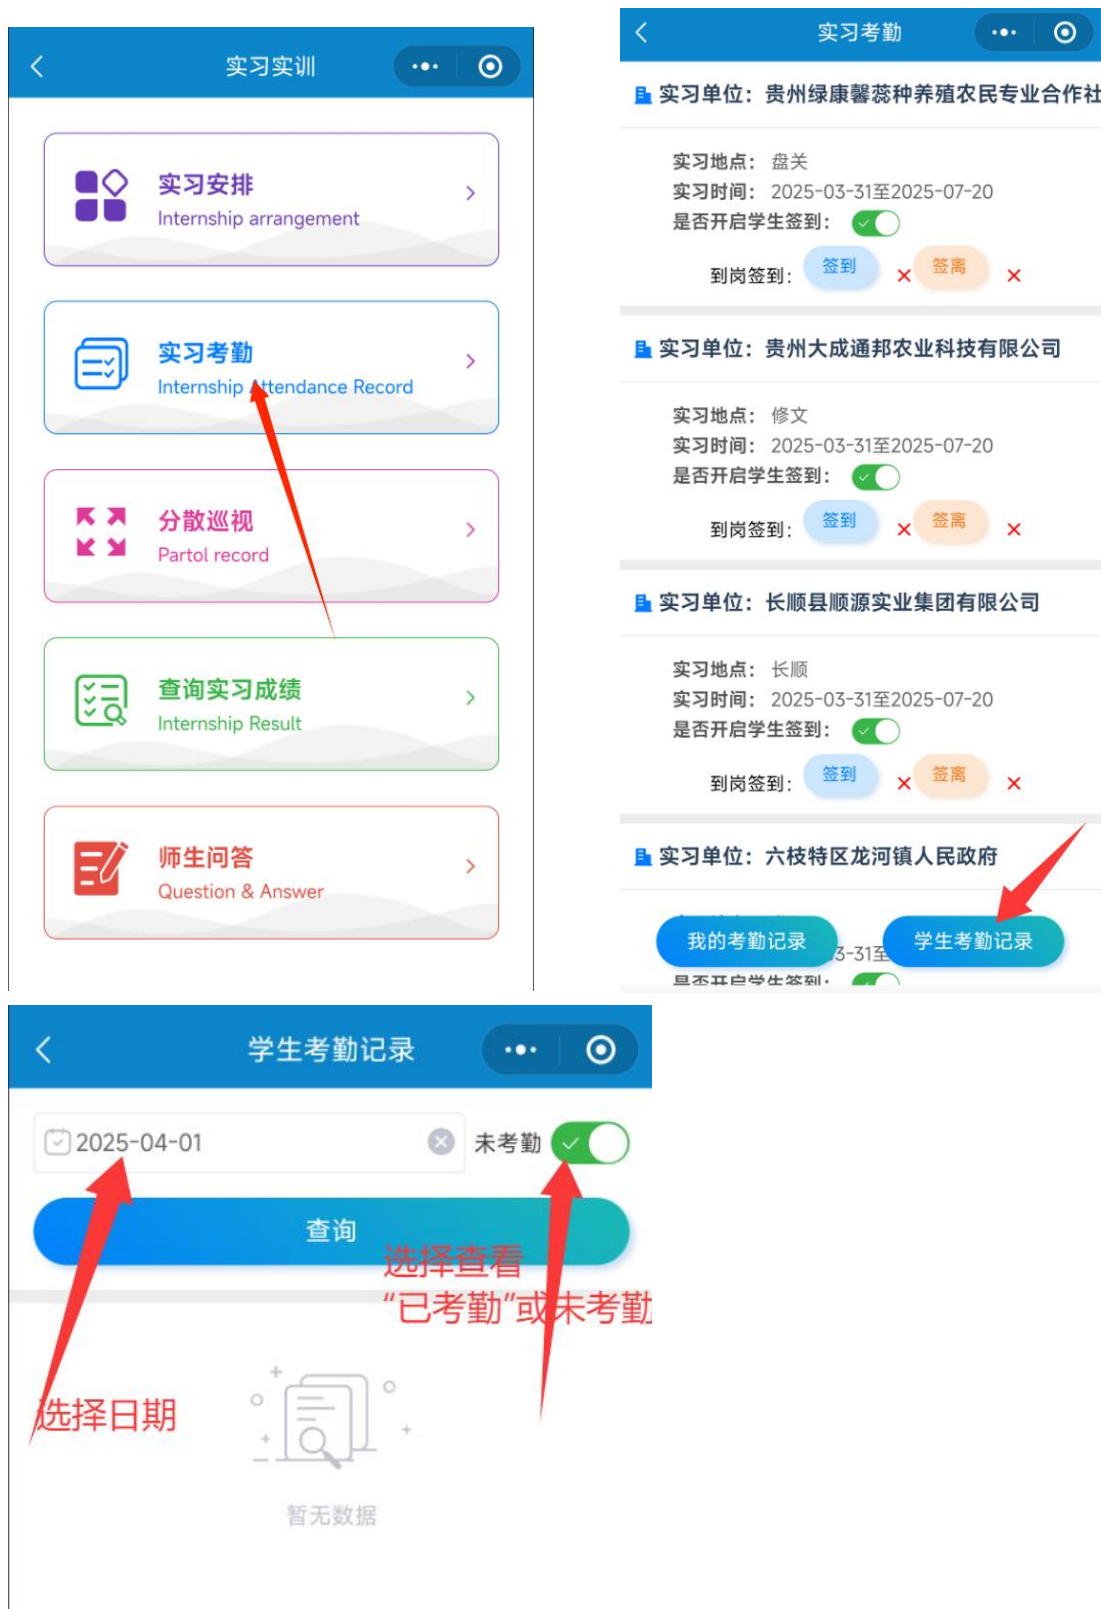 实习实训
实习安排
Internship arrangement
实习考勤
Internship Attendance Record
分散巡视
Partol record
查询实习成绩
Internship Result
师生问答
Question & Answer
实习考勤
实习单位：贵州绿康馨蕊种养殖农民专业合作社
实习地点： 盘关
实习时间： 2025-03-31至2025-07-20
是否开启学生签到：
到岗签到： 签到 签离
实习单位：贵州大成通邦农业科技有限公司
实习地点： 修文
实习时间： 2025-03-31至2025-07-20
是否开启学生签到：
到岗签到： 签到 签离
实习单位：长顺县顺源实业集团有限公司
实习地点： 长顺
实习时间： 2025-03-31至2025-07-20
是否开启学生签到：
到岗签到： 签到 签离
实习单位：六枝特区龙河镇人民政府
我的考勤记录 3-31至 学生考勤记录
是否开启学生签到：
学生考勤记录
2025-04-01 未考勤
查询
选择查看
“已考勤”或未考勤
选择日期
暂无数据